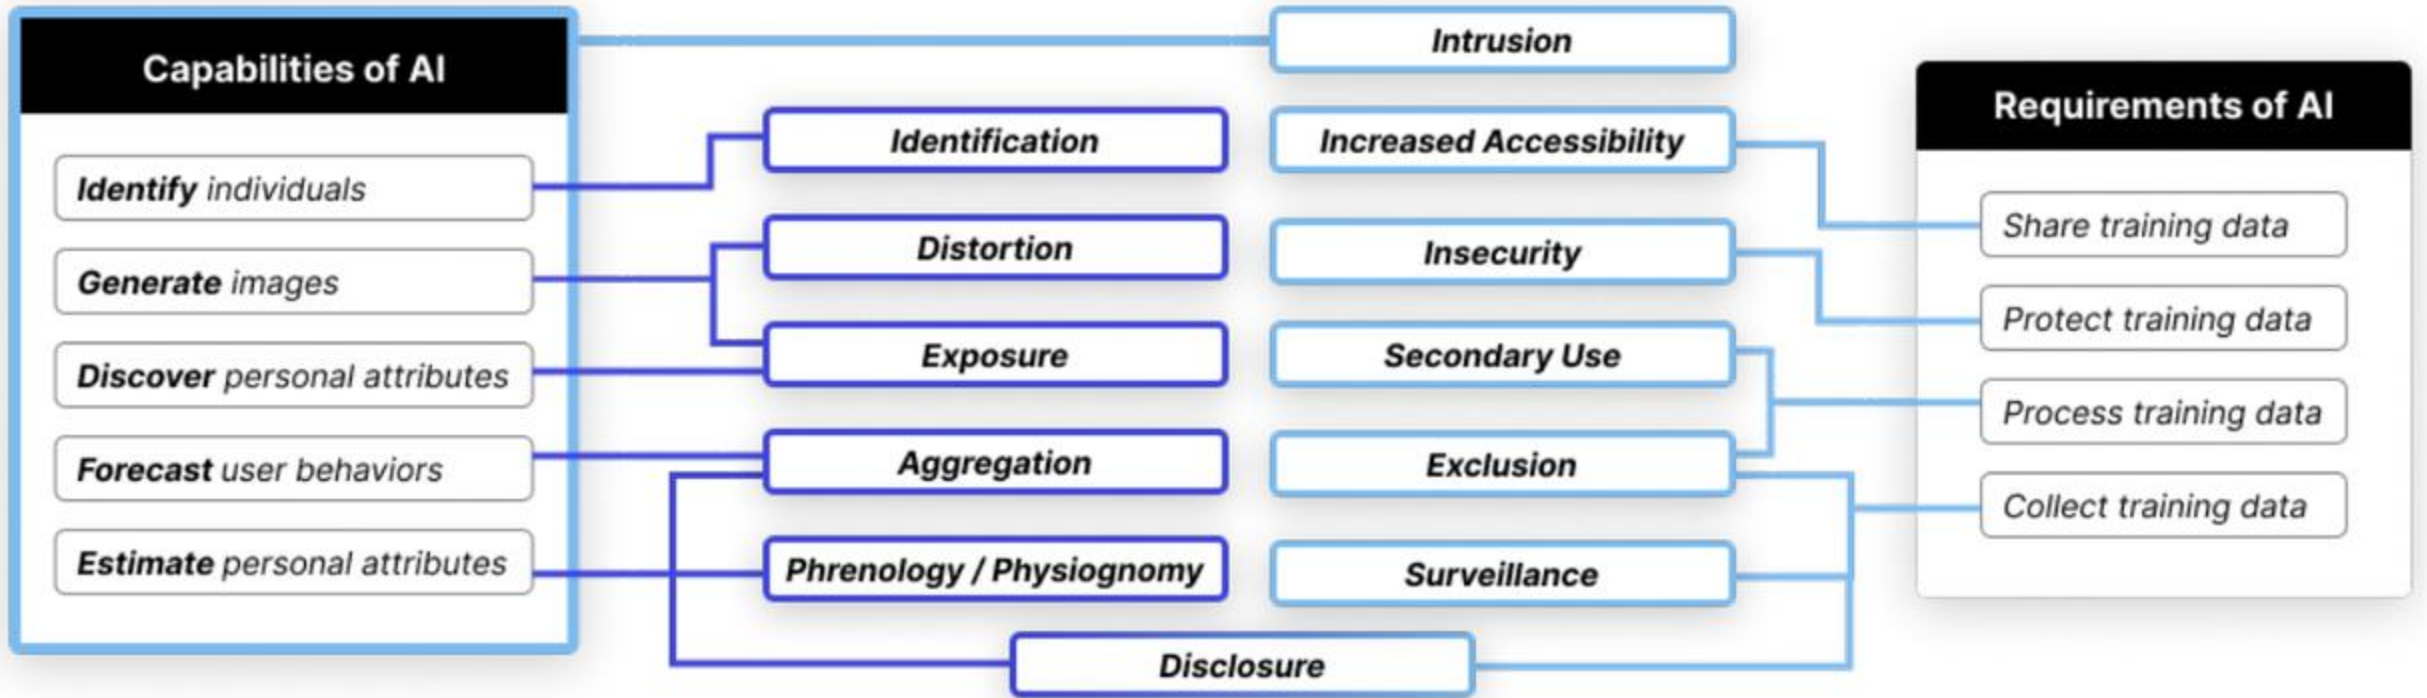 Capabilities of AI
Identify individuals
Generate images
Discover personal attributes
Forecast user behaviors
Estimate personal attributes
Identification
Distortion
Exposure
Aggregation
Phrenology / Physiognomy
Disclosure
Intrusion
Increased Accessibility
Insecurity
Secondary Use
Exclusion
Surveillance
Requirements of AI
Share training data
Protect training data
Process training data
Collect training data